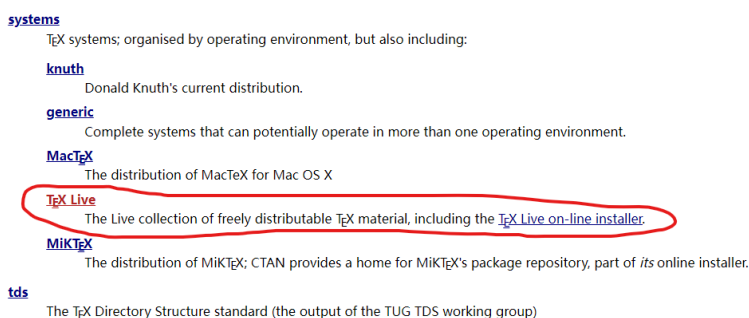 systems
TEX systems; organised by operating environment, but also including:
knuth
Donald Knuth's current distribution.
generic
Complete systems that can potentially operate in more than one operating environment.
MacTEX
The distribution of MacTeX for Mac OS X
TEX Live
The Live collection of freely distributable TEX material, including the TEX Live on-line installer.
MiKTEX
The distribution of MiKTEX; CTAN provides a home for MiKTEX's package repository, part of its online installer.
tds
The TEX Directory Structure standard (the output of the TUG TDS working group)